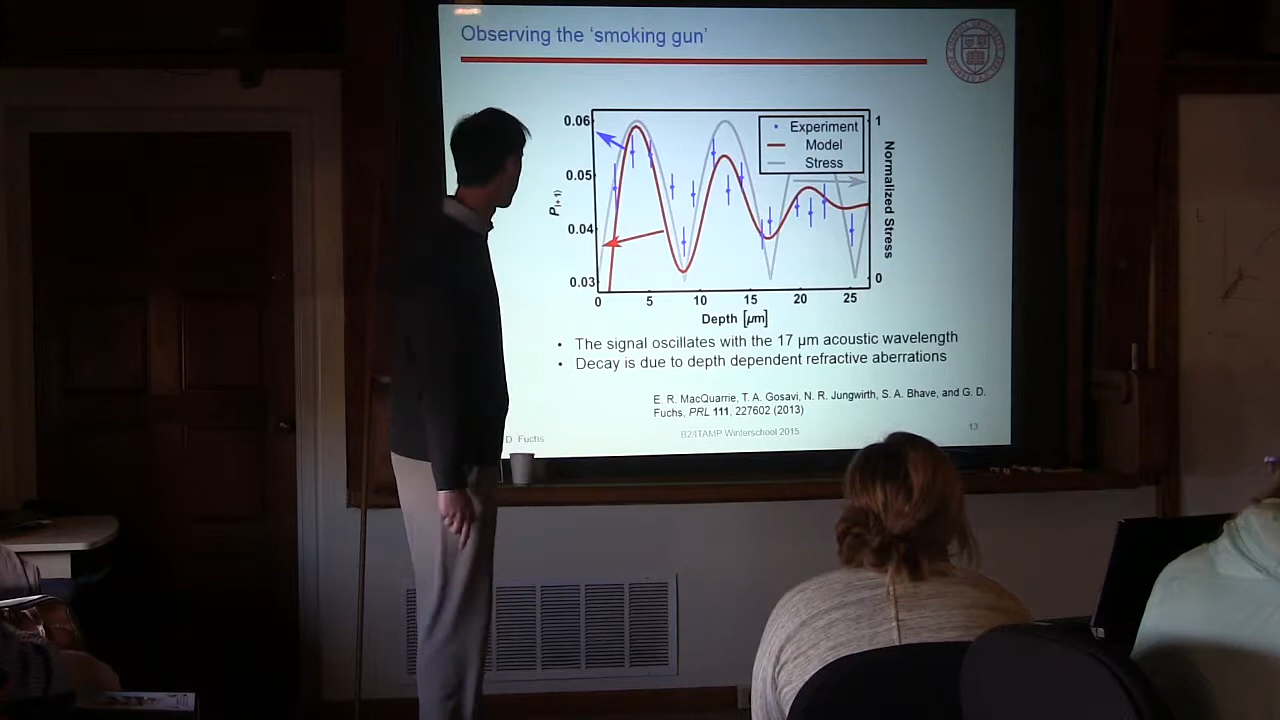 Observing the 'smoking gun'
0.06
0.05
0.04
0.03
P|+1⟩
Experiment
Model
Stress
1
0
Normalized Stress
0 5 10 15 20 25
Depth [µm]
• The signal oscillates with the 17 µm acoustic wavelength
• Decay is due to depth dependent refractive aberrations
E. R. MacQuarrie, T. A. Gosavi, N. R. Jungwirth, S. A. Bhave, and G. D.
Fuchs, PRL 111, 227602 (2013)
D. Fuchs
B2/ITAMP Winterschool 2015
13